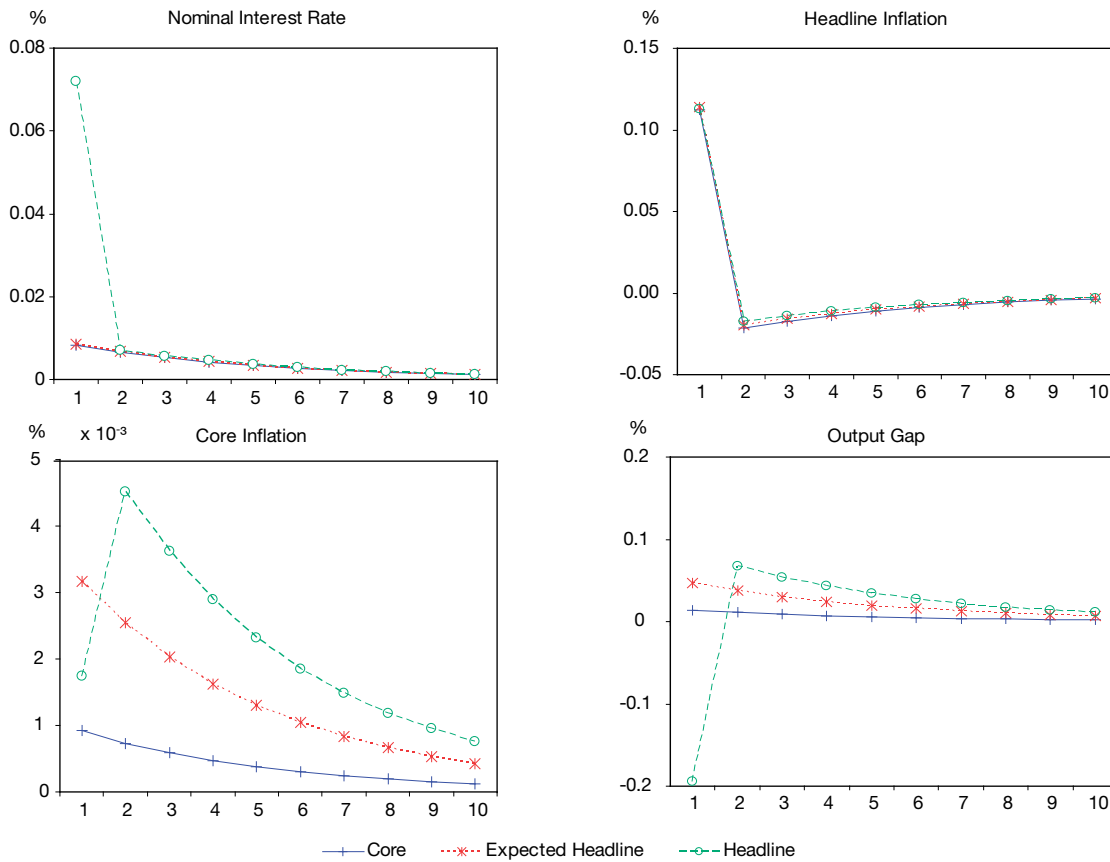 Nominal Interest Rate
%
0.08
0.06
0.04
0.02
0
1 2 3 4 5 6 7 8 9 10
Headline Inflation
%
0.15
0.10
0.05
0.00
-0.05
1 2 3 4 5 6 7 8 9 10
Core Inflation
% x 10-3
5
4
3
2
1
0
1 2 3 4 5 6 7 8 9 10
Output Gap
%
0.2
0.1
0
-0.1
-0.2
1 2 3 4 5 6 7 8 9 10
Core Expected Headline Headline